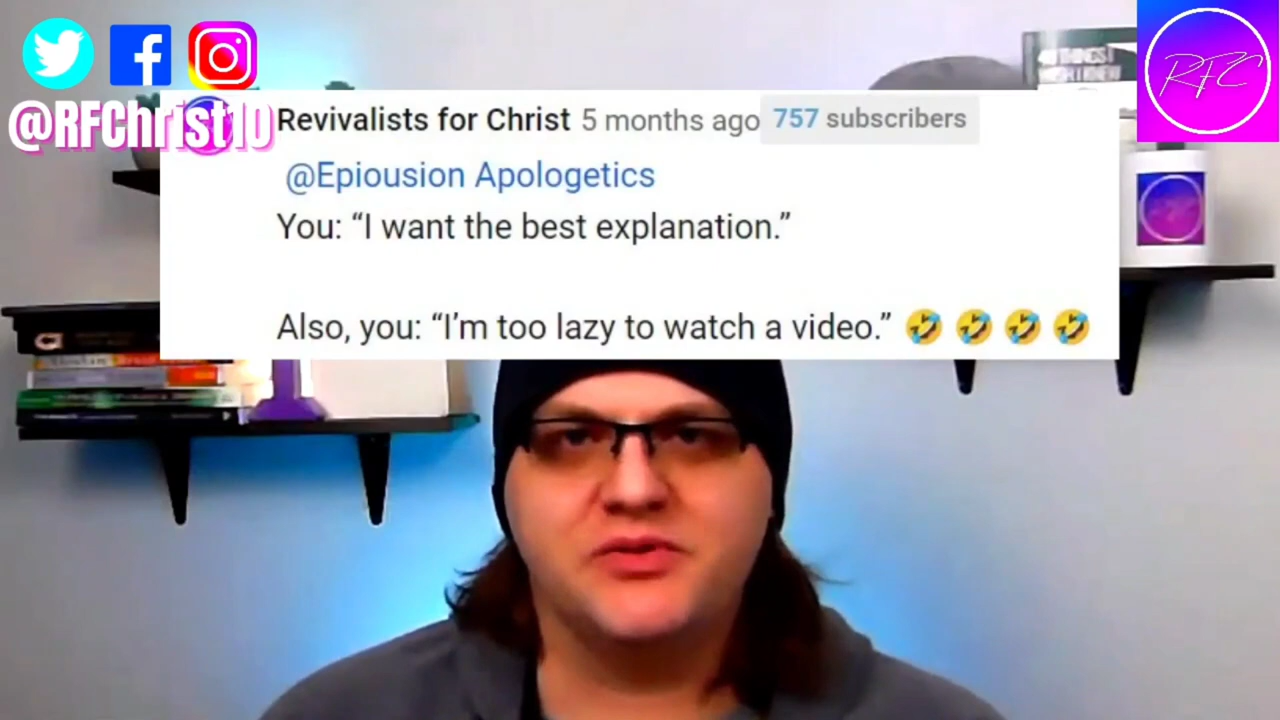 @RFChrist10
RFC
Revivalists for Christ 5 months ago 757 subscribers
@Epiousion Apologetics
You: “I want the best explanation.”
Also, you: “I’m too lazy to watch a video.” 🤣 🤣 🤣 🤣